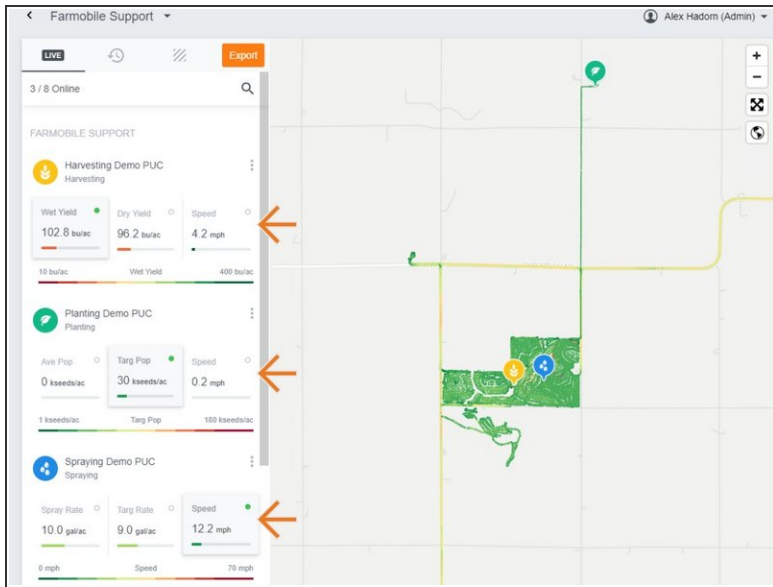 Farmobile Support
Alex Hadorn (Admin)
LIVE
Export
3 / 8 Online
FARMOBILE SUPPORT
Harvesting Demo PUC
Harvesting
Wet Yield
Dry Yield
Speed
102.8 bu/ac
96.2 bu/ac
4.2 mph
10 bu/ac
Wet Yield
400 bu/ac
Planting Demo PUC
Planting
Ave Pop
Targ Pop
Speed
0 kseeds/ac
30 kseeds/ac
0.2 mph
1 kseeds/ac
Targ Pop
100 kseeds/ac
Spraying Demo PUC
Spraying
Spray Rate
Targ Rate
Speed
10.0 gal/ac
9.0 gal/ac
12.2 mph
0 mph
Speed
70 mph